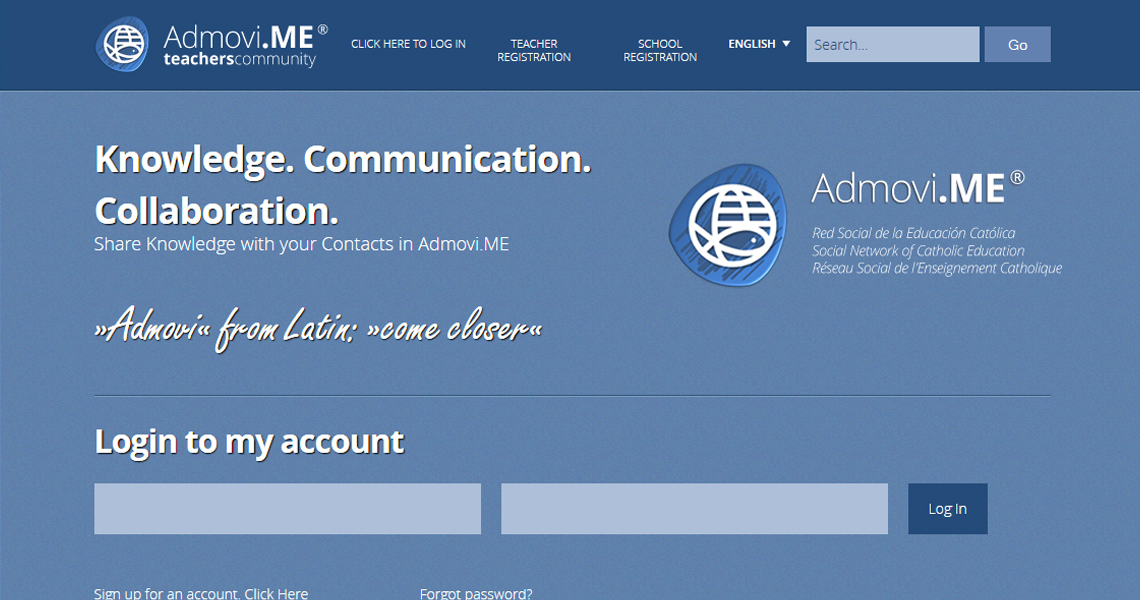 Admovi.ME®
teacherscommunity
CLICK HERE TO LOG IN
TEACHER
REGISTRATION
SCHOOL
REGISTRATION
ENGLISH
Search...
Go
Knowledge. Communication.
Collaboration.
Share Knowledge with your Contacts in Admovi.ME
»Admovi« from Latin: »come closer«
Admovi.ME®
Red Social de la Educación Católica
Social Network of Catholic Education
Réseau Social de l'Enseignement Catholique
Login to my account
Log In
Sign up for an account. Click Here
Forgot password?